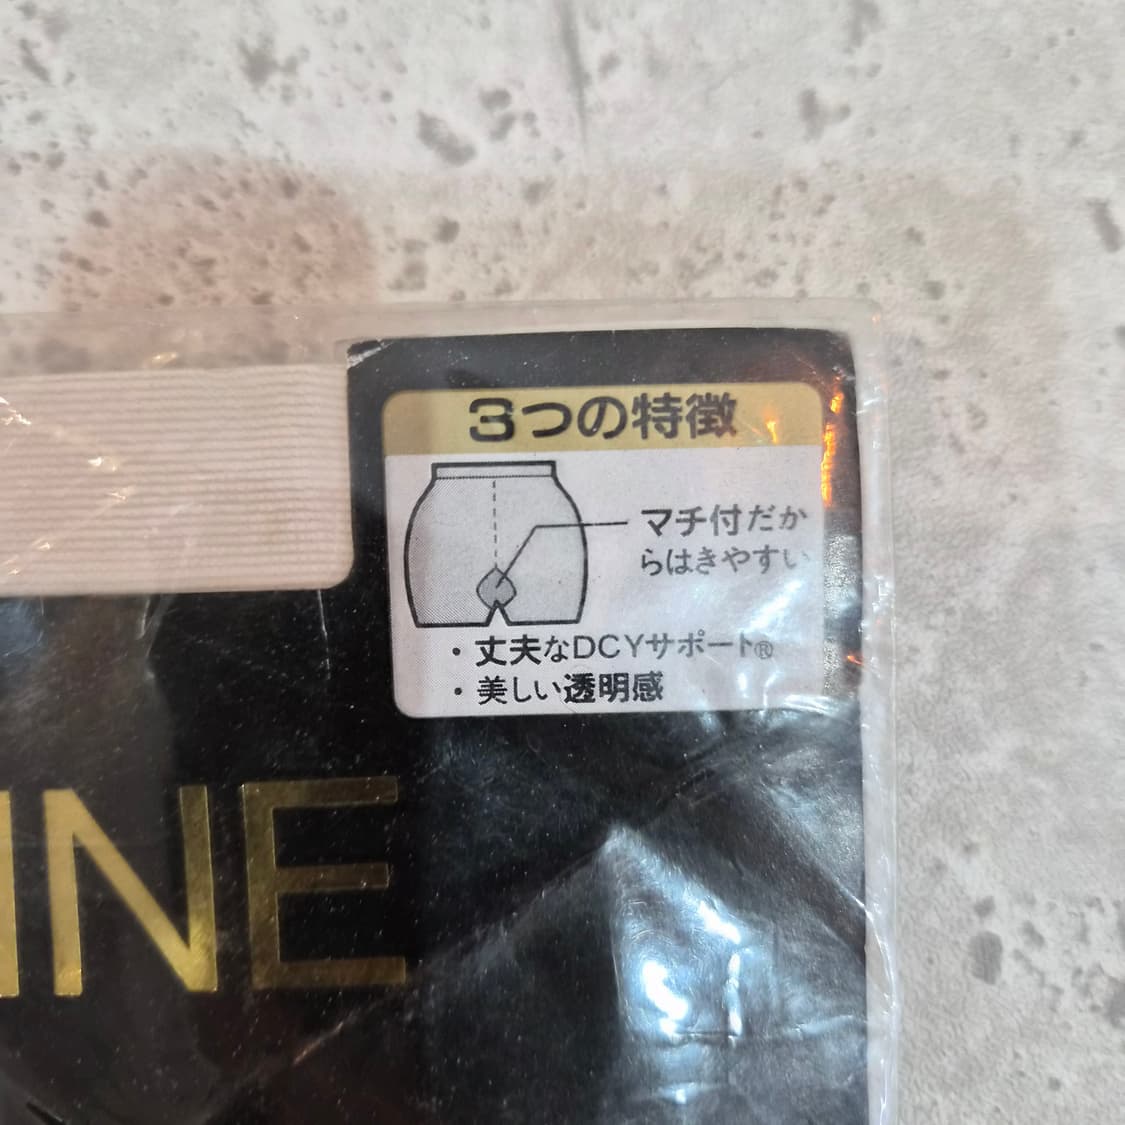 3つの特徴
マチ付だか
らはきやすい
・丈夫なDCYサポート®
・美しい透明感
INE